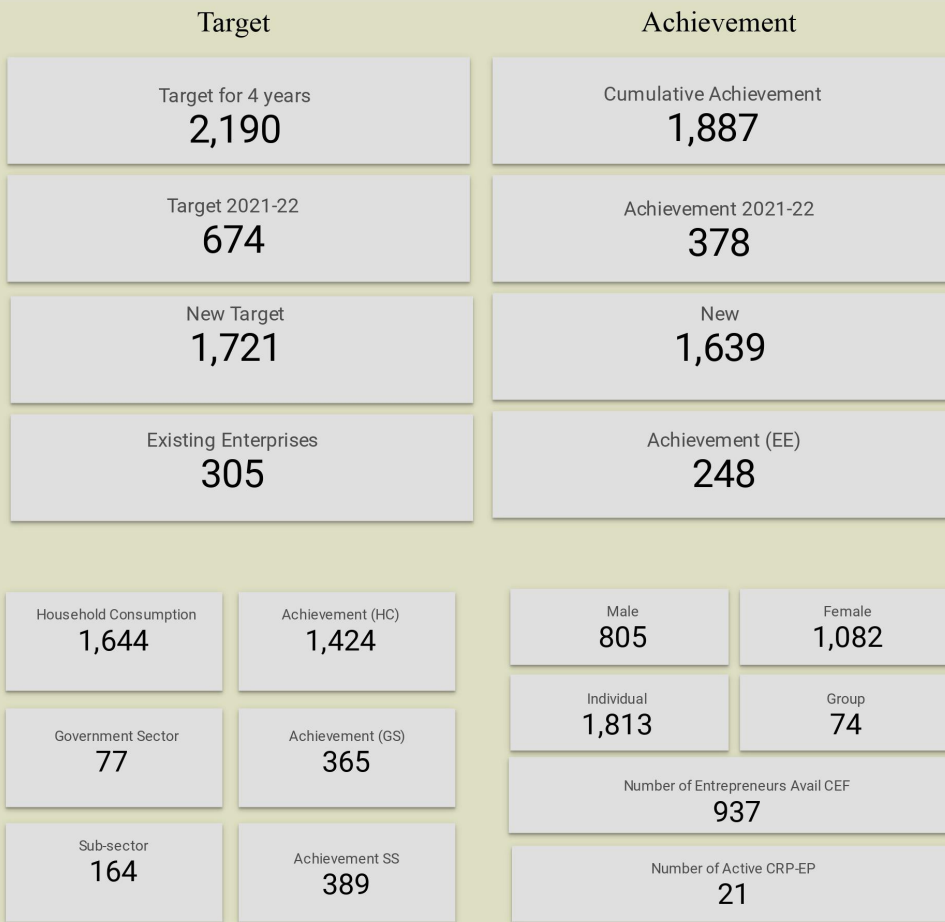 Target
Achievement
Target for 4 years
2,190
Cumulative Achievement
1,887
Target 2021-22
674
Achievement 2021-22
378
New Target
1,721
New
1,639
Existing Enterprises
305
Achievement (EE)
248
Household Consumption
1,644
Achievement (HC)
1,424
Male
805
Female
1,082
Government Sector
77
Achievement (GS)
365
Individual
1,813
Group
74
Number of Entrepreneurs Avail CEF
937
Sub-sector
164
Achievement SS
389
Number of Active CRP-EP
21